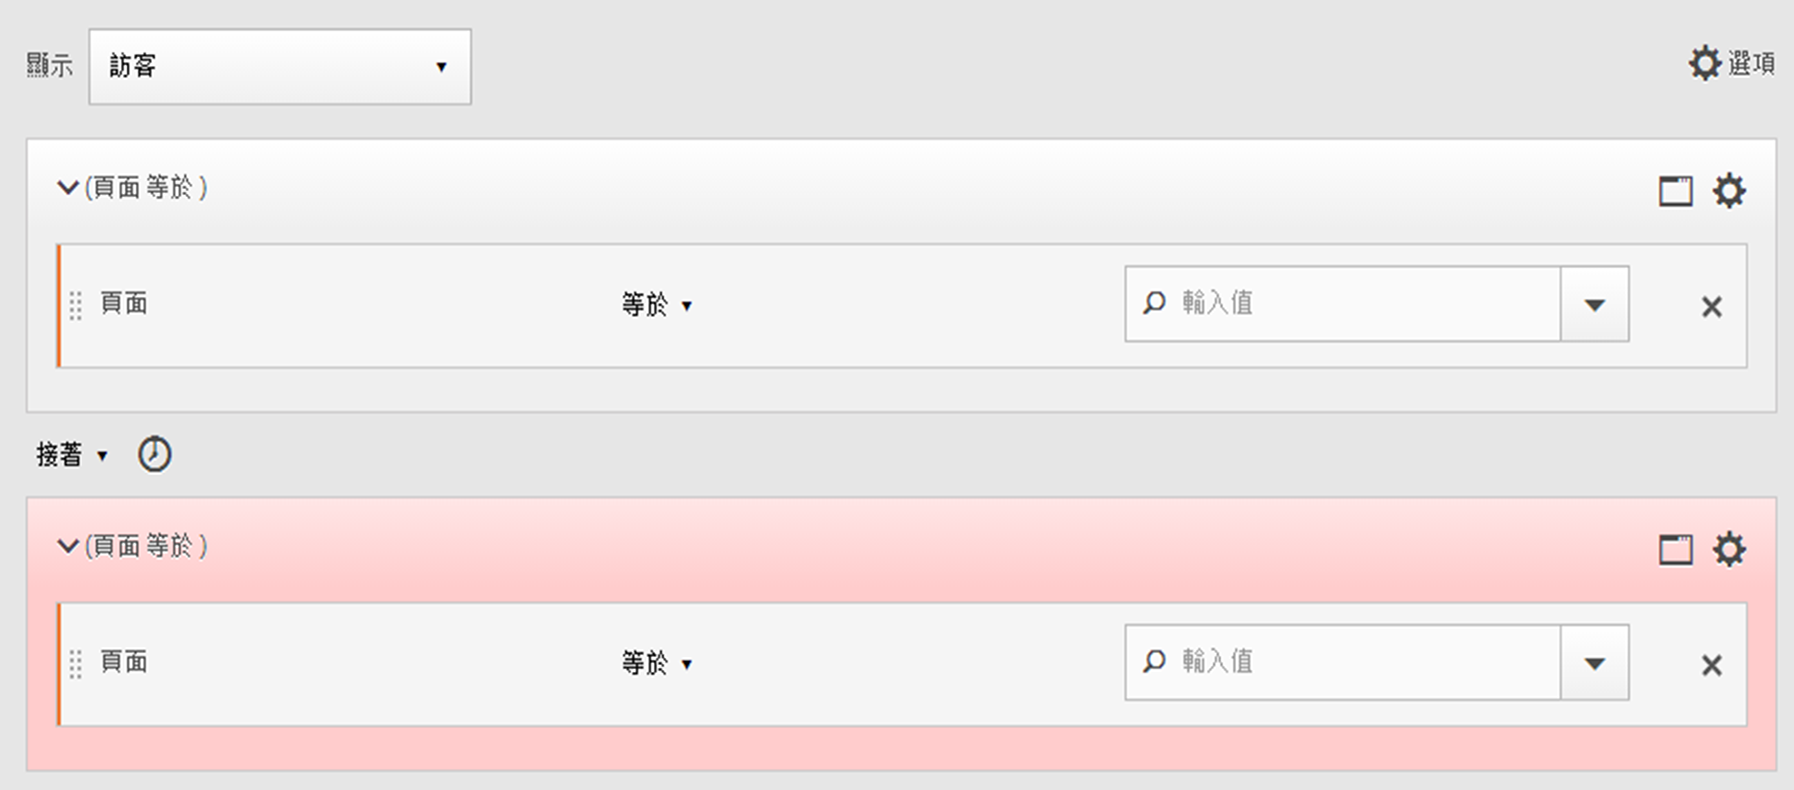 顯示 訪客 選項
(頁面 等於 )
頁面 等於 輸入值
接著
(頁面 等於 )
頁面 等於 輸入值